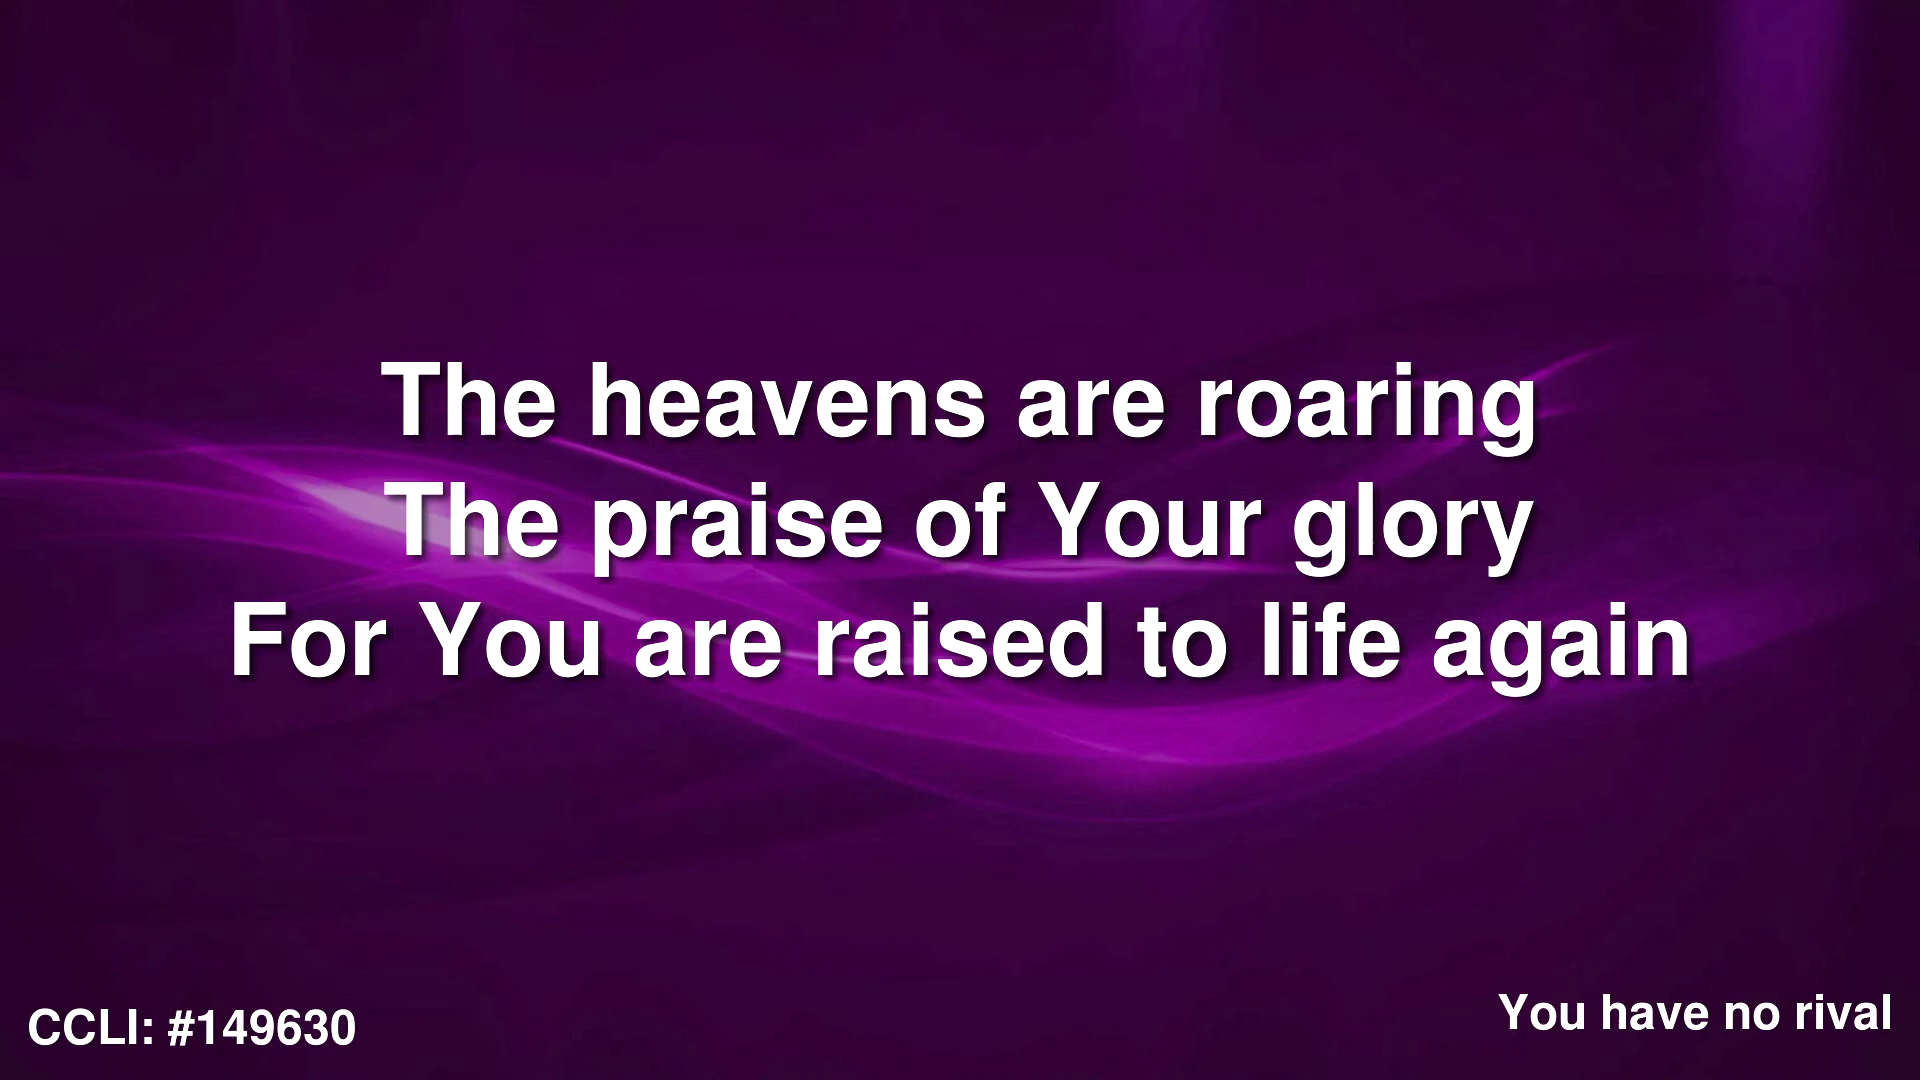 The heavens are roaring
The praise of Your glory
For You are raised to life again
CCLI: #149630
You have no rival